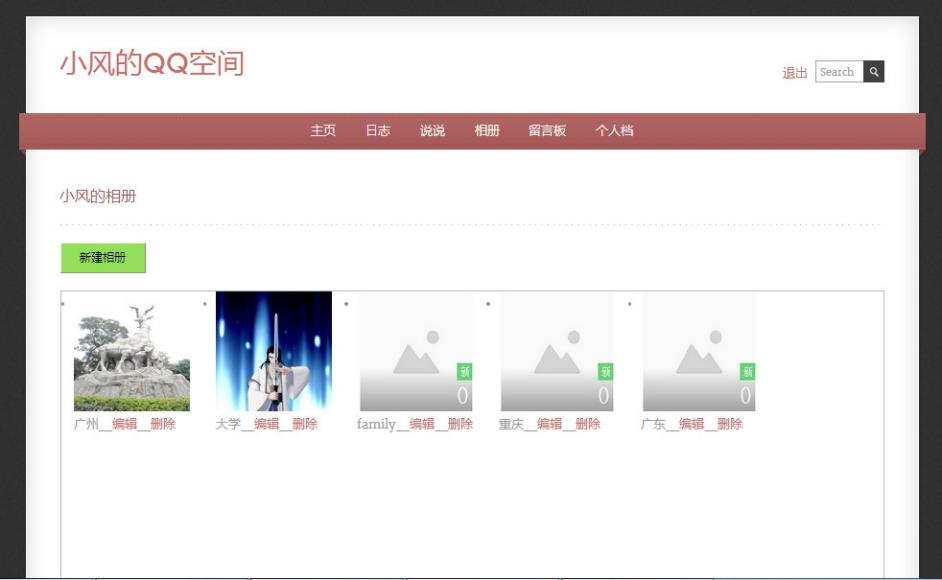 小风的QQ空间
退出 Search
主页 日志 说说 相册 留言板 个人档
小风的相册
新建相册
新 新 新
0 0 0
广州__编辑__删除 大学__编辑__删除 family__编辑__删除 重庆__编辑__删除 广东__编辑__删除